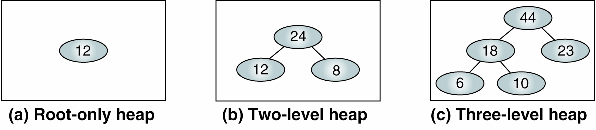 12
(a) Root-only heap
24
12 8
(b) Two-level heap
44
18 23
6 10
(c) Three-level heap